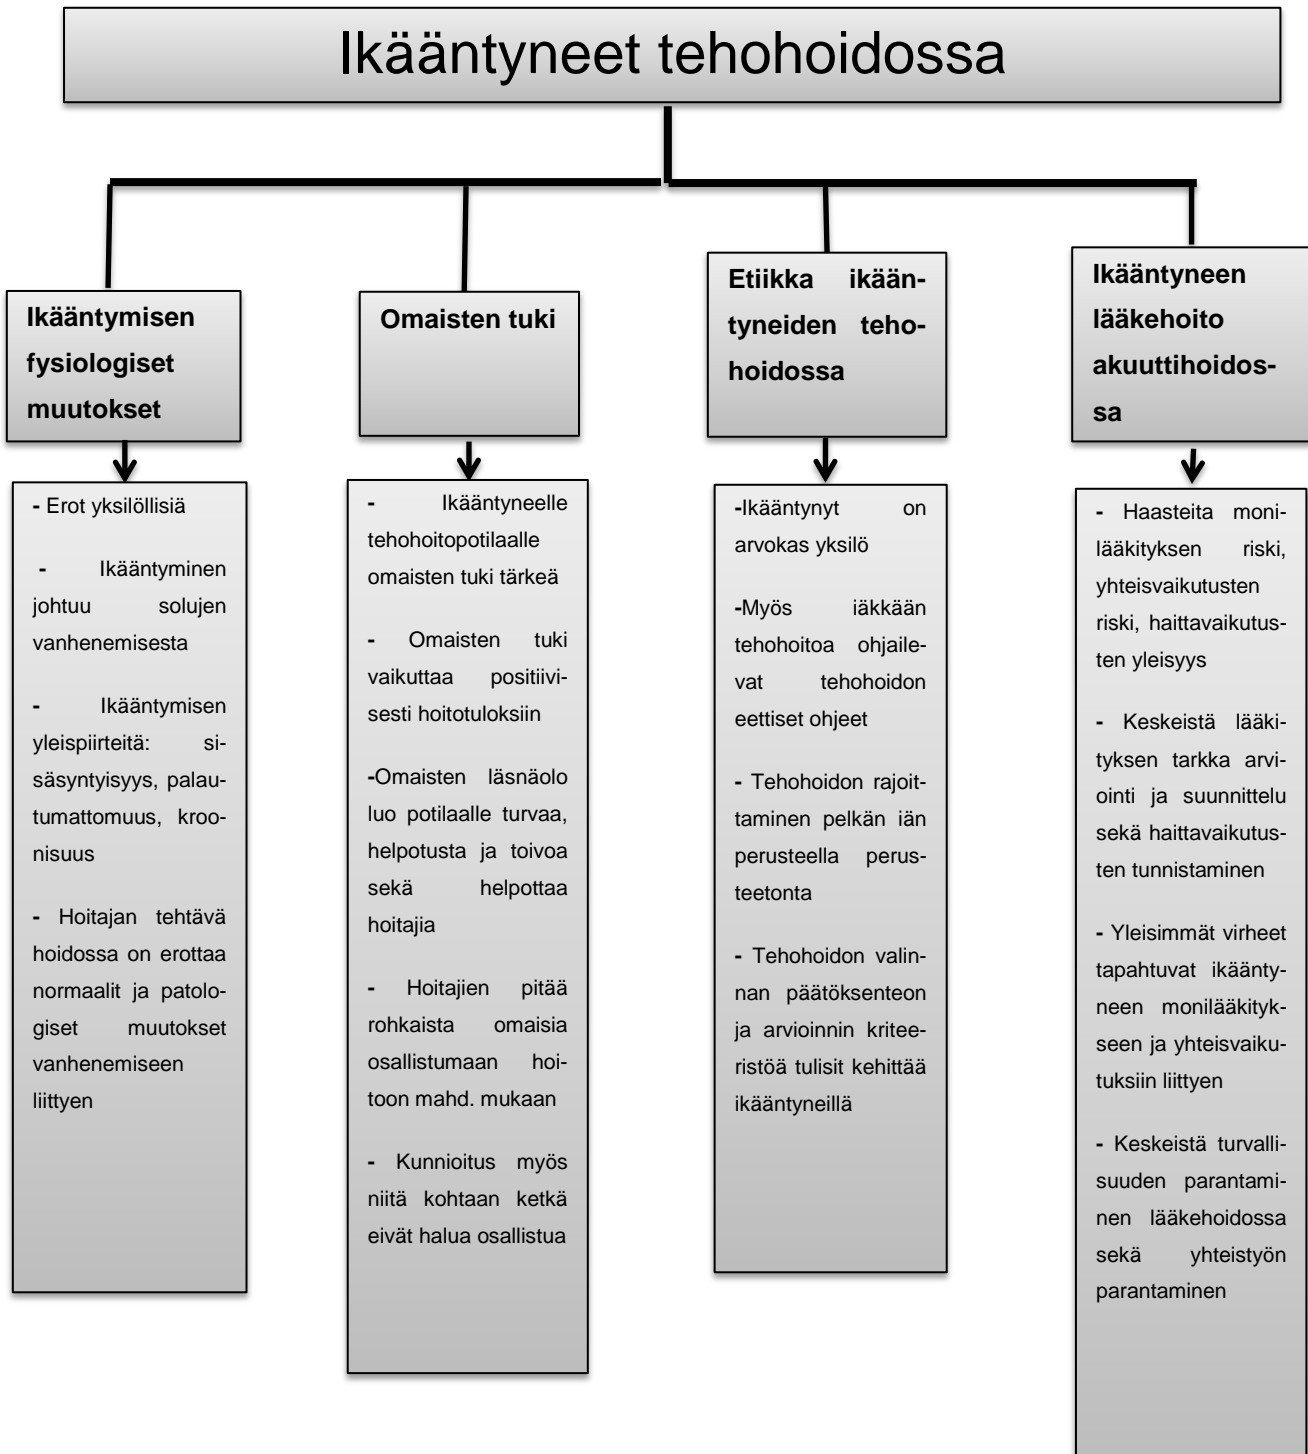 Ikääntyneet tehohoidossa
Ikääntymisen
fysiologiset
muutokset
- Erot yksilöllisiä
- Ikääntyminen
johtuu solujen
vanhenemisesta
- Ikääntymisen
yleispiirteitä: si-
säsyntyisyys, palau-
tumattomuus, kroo-
nisuus
- Hoitajan tehtävä
hoidossa on erottaa
normaalit ja patolo-
giset muutokset
vanhenemiseen
liittyen
Omaisten tuki
- Ikääntyneelle
tehohoitopotilaalle
omaisten tuki tärkeä
- Omaisten tuki
vaikuttaa positiivi-
sesti hoitotuloksiin
-Omaisten läsnäolo
luo potilaalle turvaa,
helpotusta ja toivoa
sekä helpottaa
hoitajia
- Hoitajien pitää
rohkaista omaisia
osallistumaan hoi-
toon mahd. mukaan
- Kunnioitus myös
niitä kohtaan ketkä
eivät halua osallistua
Etiikka ikään-
tyneiden teho-
hoidossa
-Ikääntynyt on
arvokas yksilö
-Myös iäkkään
tehohoitoa ohjaile-
vat tehohoidon
eettiset ohjeet
- Tehohoidon rajoit-
taminen pelkän iän
perusteella perus-
teetonta
- Tehohoidon valin-
nan päätöksenteon
ja arvioinnin kritee-
ristöä tulisit kehittää
ikääntyneillä
Ikääntyneen
lääkehoito
akuuttihoidos-
sa
- Haasteita moni-
lääkityksen riski,
yhteisvaikutusten
riski, haittavaikutus-
ten yleisyys
- Keskeistä lääki-
tyksen tarkka arvi-
ointi ja suunnittelu
sekä haittavaikutus-
ten tunnistaminen
- Yleisimmät virheet
tapahtuvat ikäänty-
neen monilääkityk-
seen ja yhteisvaiku-
tuksiin liittyen
- Keskeistä turvalli-
suuden parantami-
nen lääkehoidossa
sekä yhteistyön
parantaminen